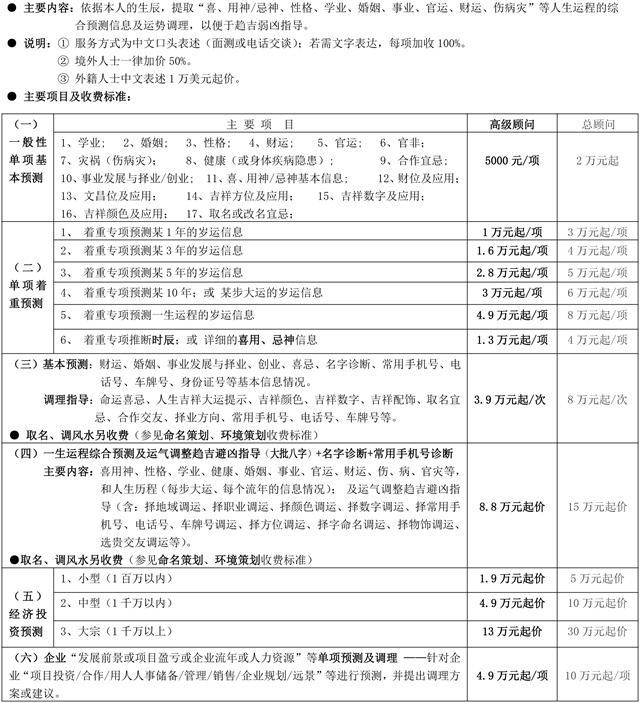 ● 主要内容：依据本人的生辰，提取“喜、用神/忌神、性格、学业、婚姻、事业、官运、财运、伤病灾”等人生运程的综
合预测信息及运势调理，以便于趋吉弱凶指导。
● 说明：① 服务方式为中文口头表述（面测或电话交谈）；若需文字表达，每项加收 100%。
② 境外人士一律加价 50%。
③ 外籍人士中文表述 1 万美元起价。
● 主要项目及收费标准：
（一）
一般性
单项基
本预测
主 要 项 目
高级顾问
总顾问
1、学业； 2、婚姻； 3、性格； 4、财运； 5、官运； 6、官非；
7、灾祸（伤病灾）； 8、健康（或身体疾病隐患）； 9、合作宜忌；
10、事业发展与择业/创业； 11、喜、用神/忌神基本信息； 12、财位及应用；
13、文昌位及应用； 14、吉祥方位及应用； 15、吉祥数字及应用；
16、吉祥颜色及应用； 17、取名或改名宜忌；
5000 元/项
2 万元起
（二）
单项着
重预测
1、 着重专项预测某 1 年的岁运信息
1 万元起/项
3 万元起/项
2、 着重专项预测某 3 年的岁运信息
1.6 万元起/项
4 万元起/项
3、 着重专项预测某 5 年的岁运信息
2.8 万元起/项
5 万元起/项
4、 着重专项预测某 10 年；或 某步大运的岁运信息
3 万元起/项
6 万元起/项
5、 着重专项预测一生运程的岁运信息
4.9 万元起/项
8 万元起/项
6、 着重专项推断时辰；或 详细的喜用、忌神信息
1.3 万元起/项
4 万元起/项
（三）基本预测：财运、婚姻、事业发展与择业、创业、喜忌、名字诊断、常用手机号、电
话号、车牌号、身份证号等基本信息情况。
调理指导：命运喜忌、人生吉祥大运提示、吉祥颜色、吉祥数字、吉祥配饰、取名宜
忌、合作交友、择业方向、常用手机号、电话号、车牌号等。
● 取名、调风水另收费（参见命名策划、环境策划收费标准）
3.9 万元起/次
8 万元起/次
（四）一生运程综合预测及运气调整趋吉避凶指导（大批八字）+名字诊断+常用手机号诊断
主要内容：喜用神、性格、学业、健康、婚姻、事业、官运、财运、伤、病、官灾等，
和人生历程（每步大运、每个流年的信息情况）； 及运气调整趋吉避凶指
导（含：择地域调运、择职业调运、择颜色调运、择数字调运、择常用手
机号、电话号、车牌号调运、择方位调运、择字命名调运、择物饰调运、
选贵交友调运等）。
●取名、调风水另收费（参见命名策划、环境策划收费标准）
8.8 万元起价
15 万元起价
（五）
经济投
资预测
1、小型（1 百万以内）
1.9 万元起价
5 万元起价
2、中型（1 千万以内）
4.9 万元起价
10 万元起价
3、大宗（1 千万以上）
13 万元起价
30 万元起价
（六）企业“发展前景或项目盈亏或企业流年或人力资源”等单项预测及调理 ——针对企
业“项目投资/合作/用人人事储备/管理/销售/企业规划/远景”等进行预测，并提出调理方
案或建议。
4.9 万元起/项
10 万元起/项